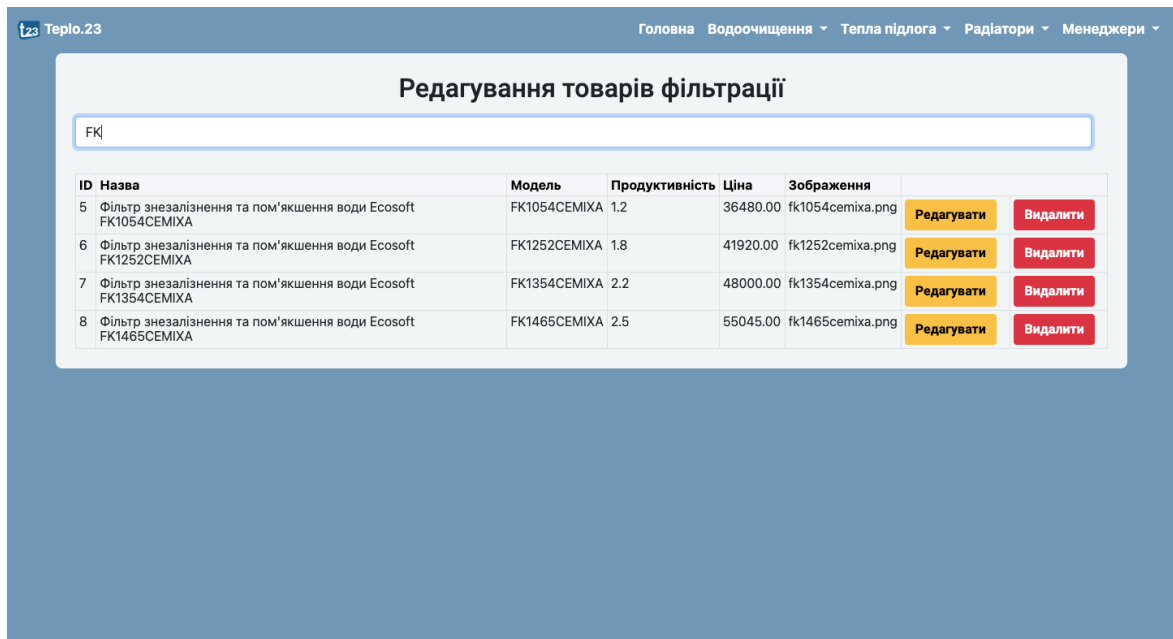 t23 Teplo.23 Головна Водоочищення Тепла підлога Радіатори Менеджери
Редагування товарів фільтрації
FK
ID Назва Модель Продуктивність Ціна Зображення
5 Фільтр знезалізнення та пом'якшення води Ecosoft FK1054CEMIXA 1.2 36480.00 fk1054cemixa.png Редагувати Видалити
FK1054CEMIXA
6 Фільтр знезалізнення та пом'якшення води Ecosoft FK1252CEMIXA 1.8 41920.00 fk1252cemixa.png Редагувати Видалити
FK1252CEMIXA
7 Фільтр знезалізнення та пом'якшення води Ecosoft FK1354CEMIXA 2.2 48000.00 fk1354cemixa.png Редагувати Видалити
FK1354CEMIXA
8 Фільтр знезалізнення та пом'якшення води Ecosoft FK1465CEMIXA 2.5 55045.00 fk1465cemixa.png Редагувати Видалити
FK1465CEMIXA